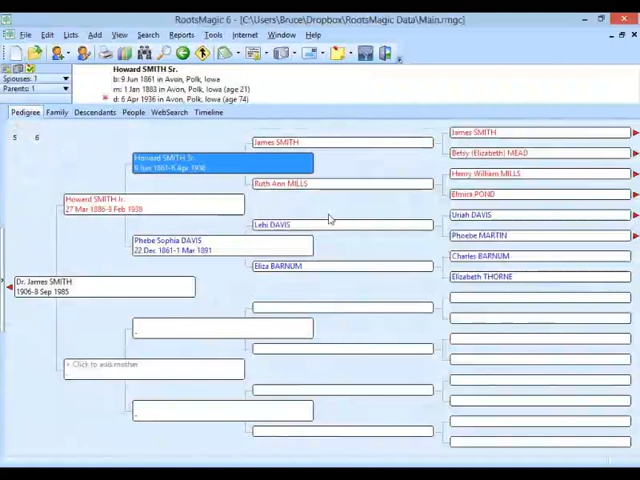 RootsMagic 6 - [C:\Users\Bruce\Dropbox\RootsMagic Data\Main.rmgc]
File Edit Lists Add View Search Reports Tools Internet Window Help
Spouses: 1
Parents: 1
Howard SMITH Sr.
b: 9 Jun 1861 in Avon, Polk, Iowa
m: 1 Jan 1883 in Avon, Polk, Iowa (age 21)
d: 6 Apr 1936 in Avon, Polk, Iowa (age 74)
Pedigree Family Descendants People WebSearch Timeline
5 6
Dr. James SMITH
1906-8 Sep 1985
Howard SMITH Jr.
27 Mar 1886-3 Feb 1938
+ Click to add mother
Howard SMITH Sr.
9 Jun 1861-6 Apr 1936
Phebe Sophia DAVIS
22 Dec 1861-1 Mar 1891
James SMITH
Ruth Ann MILLS
Lehi DAVIS
Eliza BARNUM
James SMITH
Betsy (Elizabeth) MEAD
Henry William MILLS
Elmira POND
Uriah DAVIS
Phoebe MARTIN
Charles BARNUM
Elizabeth THORNE